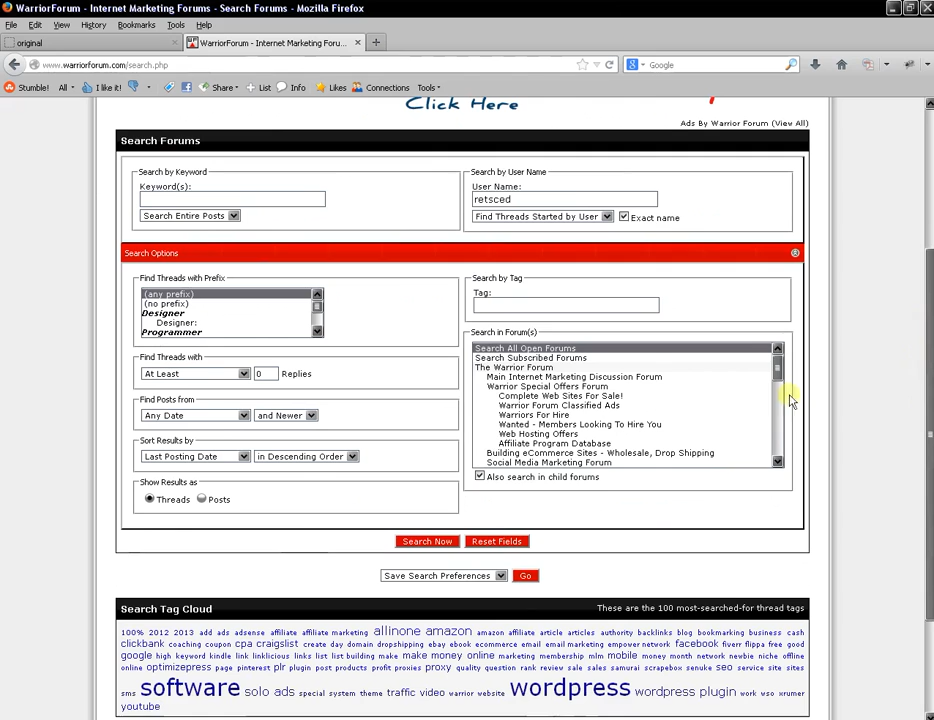 WarriorForum - Internet Marketing Forums - Search Forums - Mozilla Firefox
File Edit View History Bookmarks Tools Help
original
WarriorForum - Internet Marketing Foru...
www.warriorforum.com/search.php
Google
Stumble! All I like it! Share List Info Likes Connections Tools
Click Here
Ads By Warrior Forum (View All)
Search Forums
Search by Keyword
Keyword(s):
Search Entire Posts
Search by User Name
User Name:
retsced
Find Threads Started by User Exact name
Search Options
Find Threads with Prefix
(any prefix)
(no prefix)
Designer
Designer:
Programmer
Find Threads with
At Least 0 Replies
Find Posts from
Any Date and Newer
Sort Results by
Last Posting Date in Descending Order
Show Results as
Threads Posts
Search by Tag
Tag:
Search in Forum(s)
Search All Open Forums
Search Subscribed Forums
The Warrior Forum
Main Internet Marketing Discussion Forum
Warrior Special Offers Forum
Complete Web Sites For Sale!
Warrior Forum Classified Ads
Warriors For Hire
Wanted - Members Looking To Hire You
Web Hosting Offers
Affiliate Program Database
Building eCommerce Sites - Wholesale, Drop Shipping
Social Media Marketing Forum
Also search in child forums
Search Now Reset Fields
Save Search Preferences Go
Search Tag Cloud
These are the 100 most-searched-for thread tags
100% 2012 2013 add ads adsense affiliate affiliate marketing allinone amazon amazon affiliate article articles authority backlinks blog bookmarking business cash
clickbank coaching coupon cpa craigslist create day domain dropshipping ebay ebook ecommerce email email marketing empower network facebook fiverr flippa free good
google high keyword kindle link linklicious links list list building make make money online marketing membership mlm mobile money month network newbie niche offline
online optimizepress page pinterest plr plugin post products profit proxies proxy quality question rank review sale sales samurai scrapebox senuke seo service site sites
sms software solo ads special system theme traffic video warrior website wordpress wordpress plugin work wso xrumer
youtube